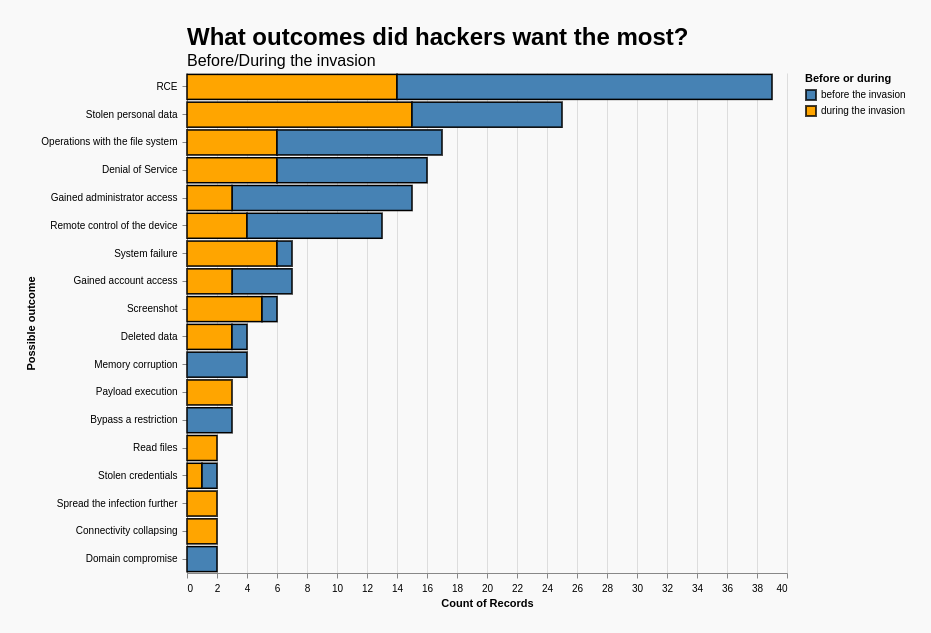 What outcomes did hackers want the most?
Before/During the invasion
Before or during
before the invasion
during the invasion
Possible outcome
RCE
Stolen personal data
Operations with the file system
Denial of Service
Gained administrator access
Remote control of the device
System failure
Gained account access
Screenshot
Deleted data
Memory corruption
Payload execution
Bypass a restriction
Read files
Stolen credentials
Spread the infection further
Connectivity collapsing
Domain compromise
0 2 4 6 8 10 12 14 16 18 20 22 24 26 28 30 32 34 36 38 40
Count of Records